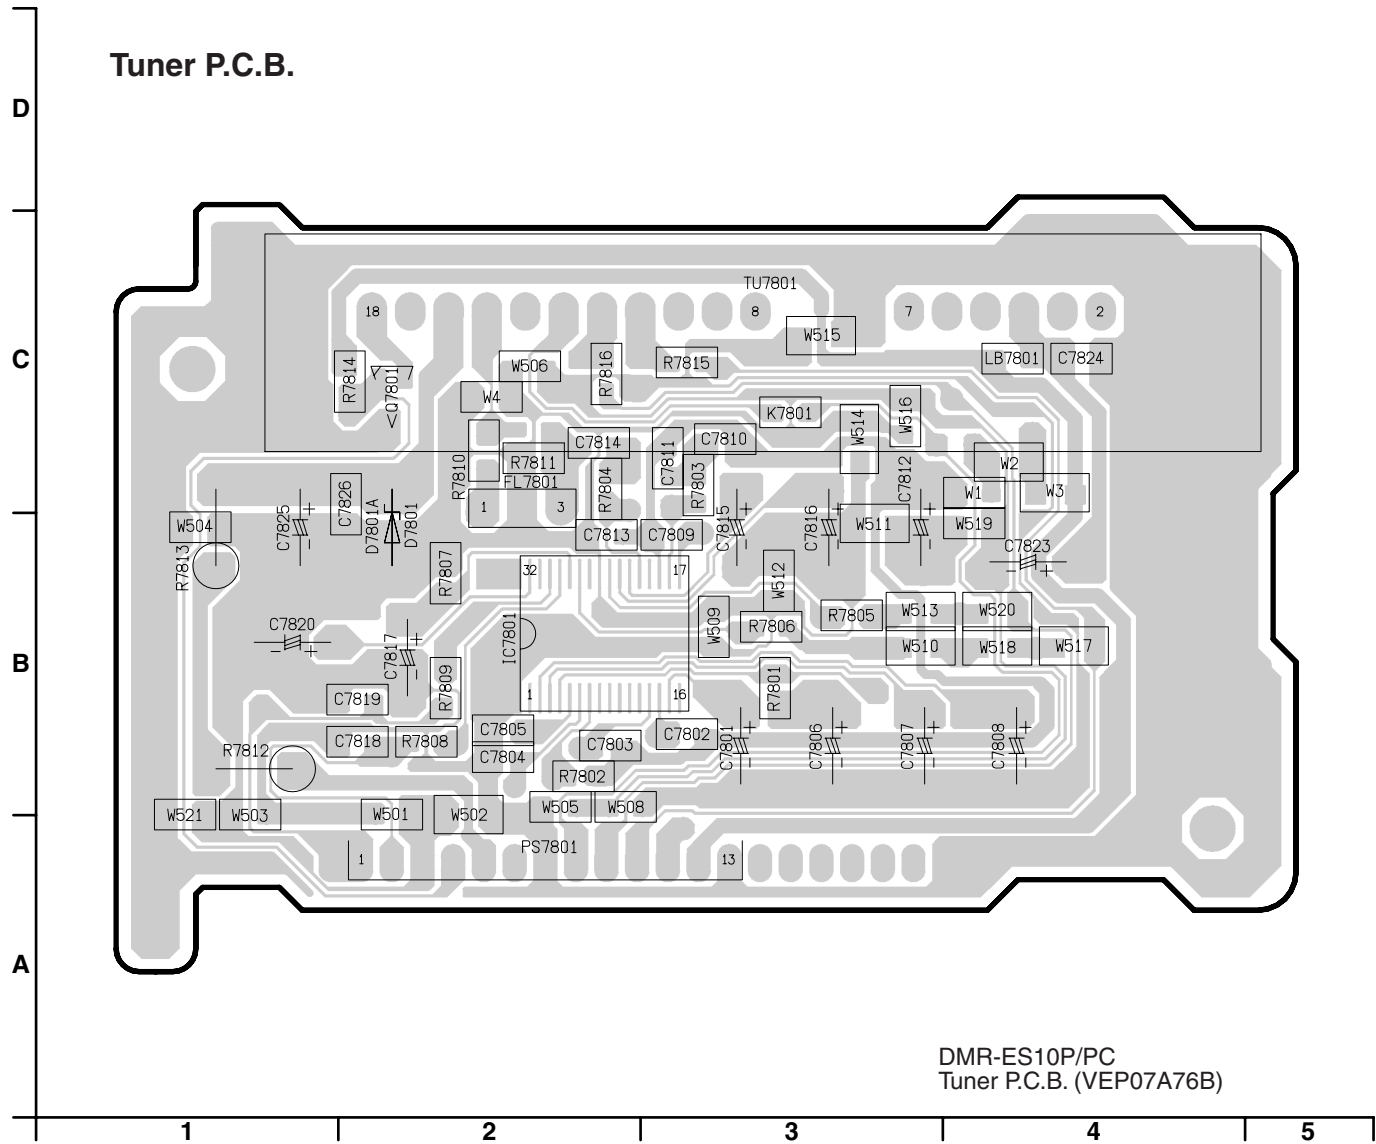 Tuner P.C.B.
D
TU7801
18
8
7
2
W515
C
R7814
<Q7801
W506
R7816
R7815
LB7801
C7824
W4
K7801
W514
W516
C7814
C7810
R7810
R7811
C7811
C7812
W2
FL7801
R7804
R7803
1
3
C7826
W1
W3
W504
C7825
D7801A
D7801
C7813
C7809
C7815
C7816
W511
W519
C7823
R7813
R7807
32
17
W512
C7820
C7817
IC7801
W509
R7806
R7805
W513
W520
B
W510
W518
W517
C7819
R7809
1
16
R7801
R7812
C7818
R7808
C7805
C7804
C7803
C7802
C7801
C7806
C7807
C7808
R7802
W521
W503
W501
W502
W505
W508
PS7801
1
13
A
DMR-ES10P/PC
Tuner P.C.B. (VEP07A76B)
1
2
3
4
5